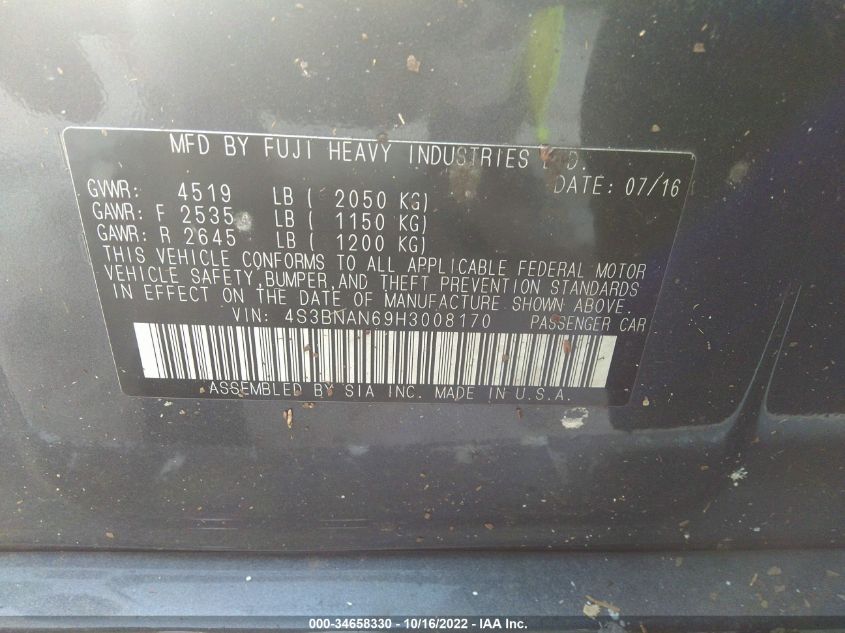 MFD BY FUJI HEAVY INDUSTRIES LTD.
DATE: 07/16
GVWR: 4519 LB ( 2050 KG)
GAWR: F 2535 LB ( 1150 KG)
GAWR: R 2645 LB ( 1200 KG)
THIS VEHICLE CONFORMS TO ALL APPLICABLE FEDERAL MOTOR
VEHICLE SAFETY, BUMPER, AND THEFT PREVENTION STANDARDS
IN EFFECT ON THE DATE OF MANUFACTURE SHOWN ABOVE.
VIN: 4S3BNAN69H3008170 PASSENGER CAR
ASSEMBLED BY SIA INC. MADE IN U.S.A.
000-34658330 - 10/16/2022 - IAA Inc.